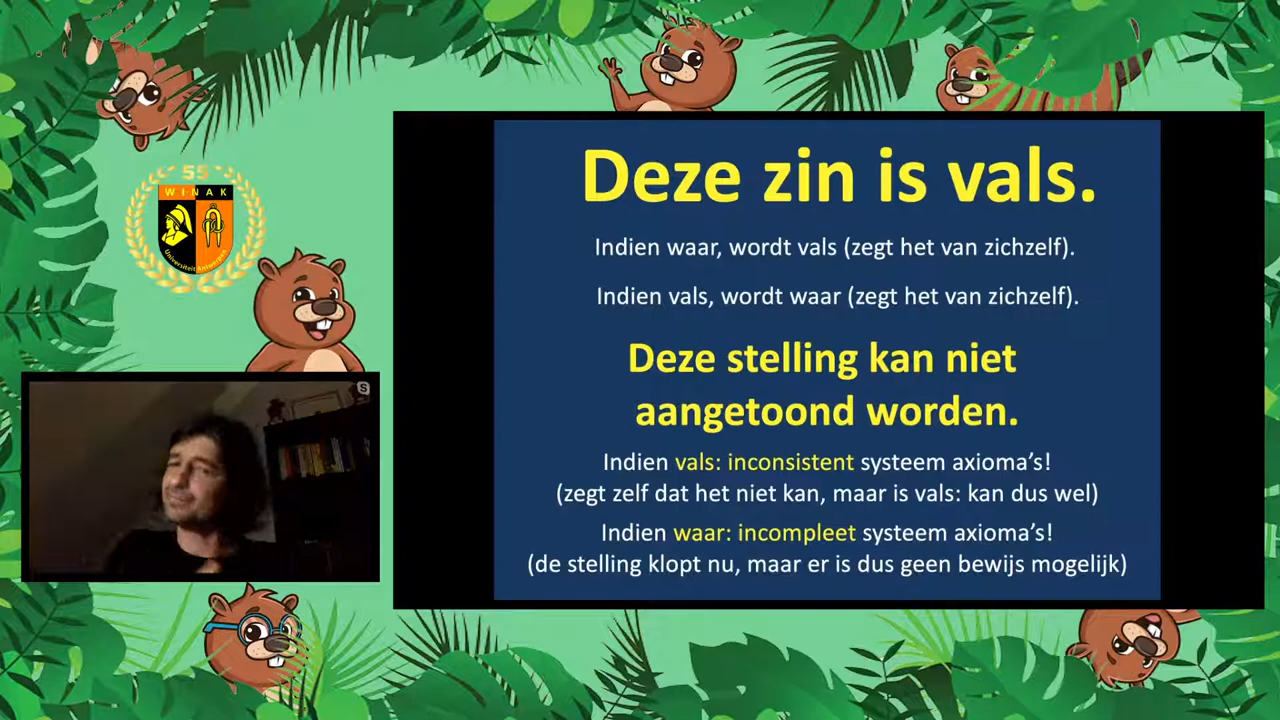 55
WINAK
Universiteit Antwerpen
S
Deze zin is vals.
Indien waar, wordt vals (zegt het van zichzelf).
Indien vals, wordt waar (zegt het van zichzelf).
Deze stelling kan niet
aangetoond worden.
Indien vals: inconsistent systeem axioma's!
(zegt zelf dat het niet kan, maar is vals: kan dus wel)
Indien waar: incompleet systeem axioma's!
(de stelling klopt nu, maar er is dus geen bewijs mogelijk)